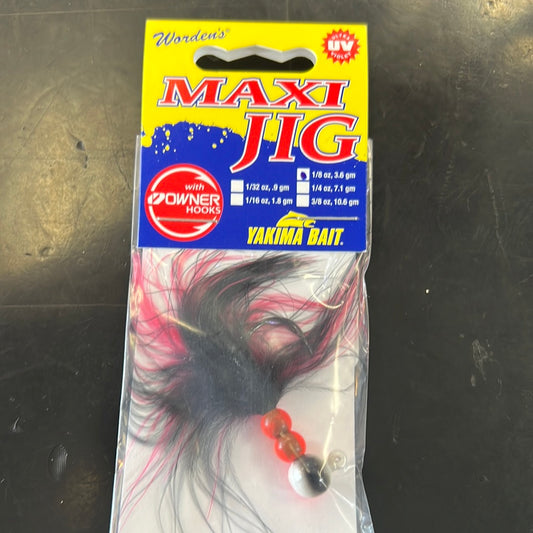 Worden's®
ULTRA
UV
VIOLET
MAXI
JIG
with
OWNER
HOOKS
1/32 oz, .9 gm
1/16 oz, 1.8 gm
1/8 oz, 3.6 gm
1/4 oz, 7.1 gm
3/8 oz, 10.6 gm
YAKIMA BAIT.